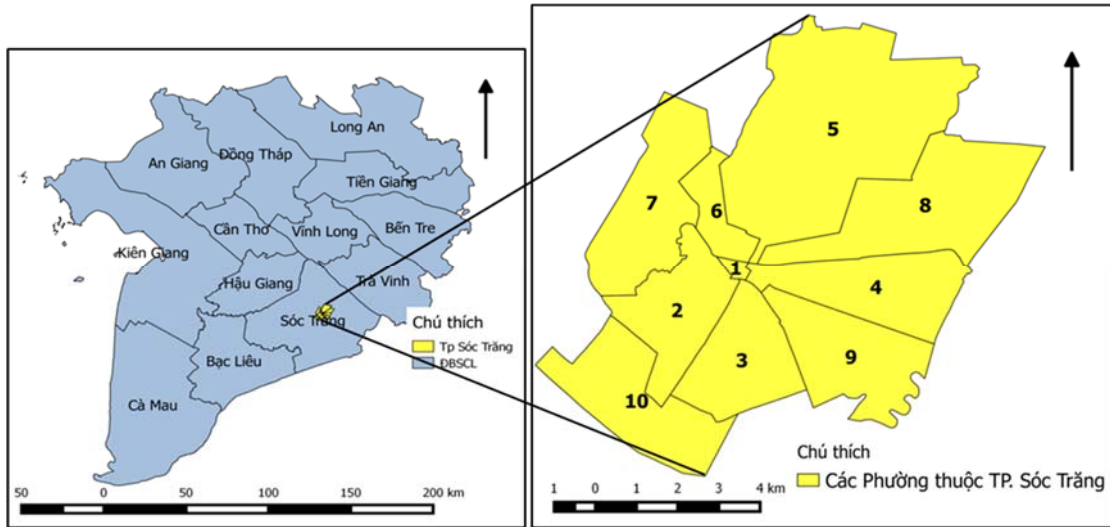 Long An
An Giang
Đồng Tháp
Tiền Giang
Cần Thơ
Vĩnh Long
Bến Tre
Kiên Giang
Hậu Giang
Trà Vinh
Sóc Trăng
Bạc Liêu
Cà Mau
Chú thích
Tp Sóc Trăng
ĐBSCL
50 0 50 100 150 200 km
5
7
6
8
1
4
2
3
9
10
Chú thích
Các Phường thuộc TP. Sóc Trăng
1 0 1 2 3 4 km